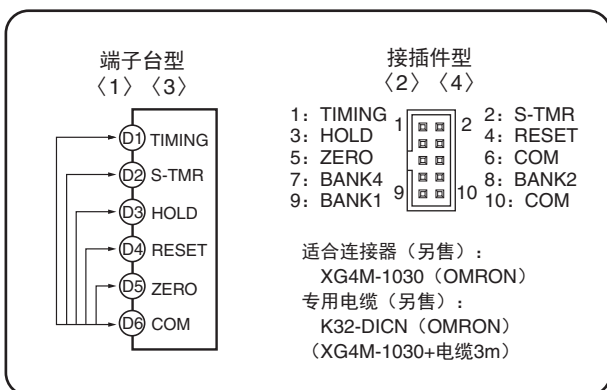 端子台型
〈1〉〈3〉
D1 TIMING
D2 S-TMR
D3 HOLD
D4 RESET
D5 ZERO
D6 COM
接插件型
〈2〉〈4〉
1：TIMING 1 2 2：S-TMR
3：HOLD 4：RESET
5：ZERO 6：COM
7：BANK4 8：BANK2
9：BANK1 9 10 10：COM
适合连接器（另售）：
XG4M-1030（OMRON）
专用电缆（另售）：
K32-DICN（OMRON）
（XG4M-1030+电缆3m）